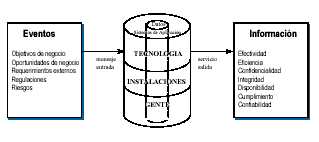 Eventos
Objetivos de negocio
Oportunidades de negocio
Requerimientos externos
Regulaciones
Riesgos
mensaje
entrada
Datos
Sistemas de Aplicación
TECNOLOGIA
INSTALACIONES
GENTE
servicio
salida
Información
Efectividad
Eficiencia
Confidencialidad
Integridad
Disponibilidad
Cumplimiento
Confiabilidad